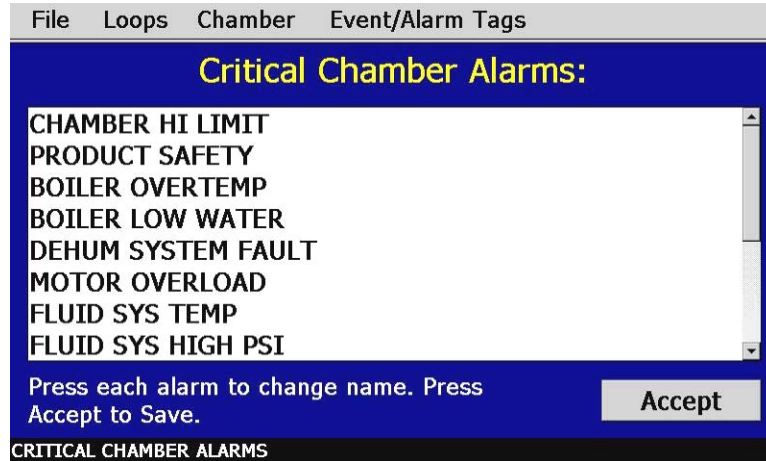 File Loops Chamber Event/Alarm Tags
Critical Chamber Alarms:
CHAMBER HI LIMIT
PRODUCT SAFETY
BOILER OVERTEMP
BOILER LOW WATER
DEHUM SYSTEM FAULT
MOTOR OVERLOAD
FLUID SYS TEMP
FLUID SYS HIGH PSI
Press each alarm to change name. Press
Accept to Save.
Accept
CRITICAL CHAMBER ALARMS